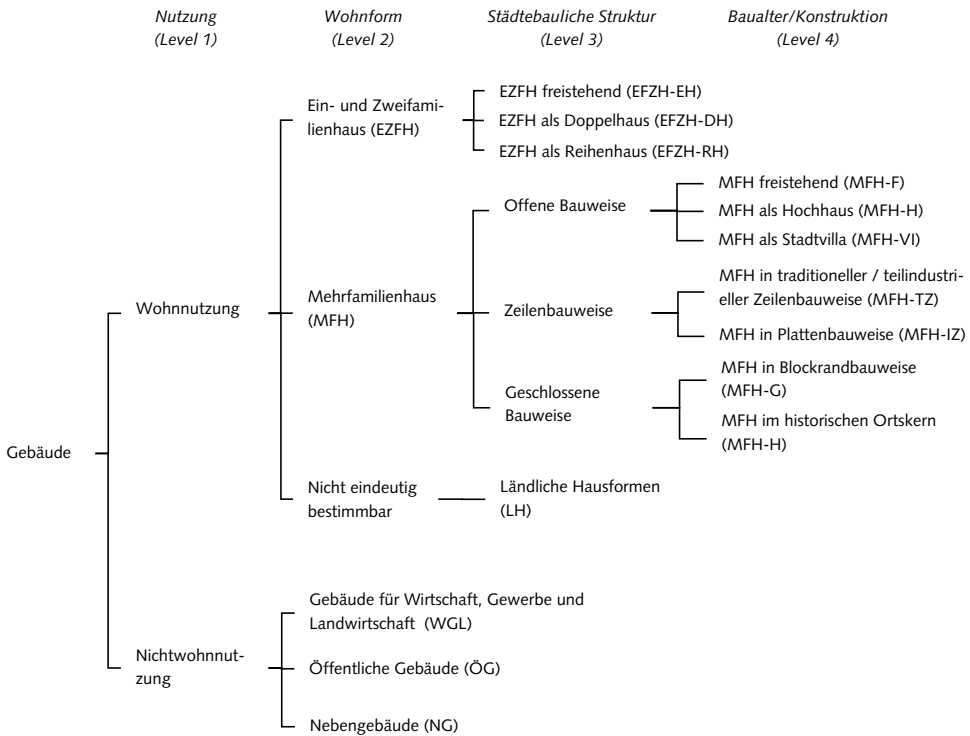 Nutzung
(Level 1)
Wohnform
(Level 2)
Städtebauliche Struktur
(Level 3)
Baualter/Konstruktion
(Level 4)
Ein- und Zweifami-
lienhaus (EZFH)
EZFH freistehend (EFZH-EH)
EZFH als Doppelhaus (EFZH-DH)
EZFH als Reihenhaus (EFZH-RH)
Offene Bauweise
MFH freistehend (MFH-F)
MFH als Hochhaus (MFH-H)
MFH als Stadtvilla (MFH-VI)
Wohnnutzung
Mehrfamilienhaus
(MFH)
Zeilenbauweise
MFH in traditioneller / teilindustri-
eller Zeilenbauweise (MFH-TZ)
MFH in Plattenbauweise (MFH-IZ)
Geschlossene
Bauweise
MFH in Blockrandbauweise
(MFH-G)
MFH im historischen Ortskern
(MFH-H)
Gebäude
Nicht eindeutig
bestimmbar
Ländliche Hausformen
(LH)
Nichtwohnnut-
zung
Gebäude für Wirtschaft, Gewerbe und
Landwirtschaft (WGL)
Öffentliche Gebäude (ÖG)
Nebengebäude (NG)